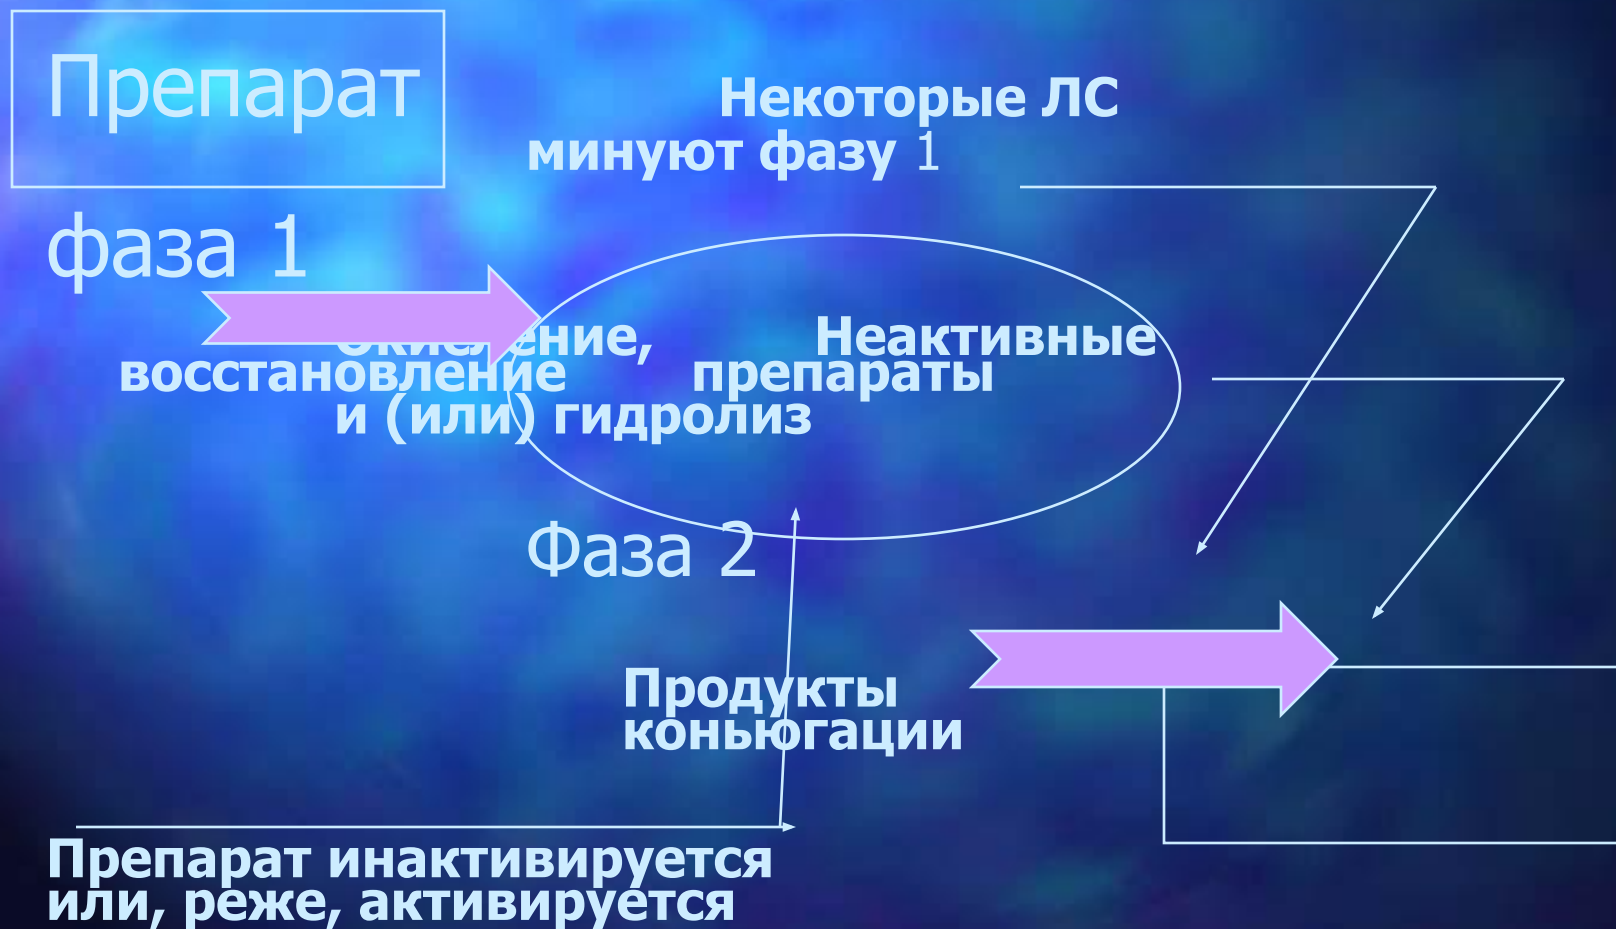 Препарат
Некоторые ЛС
минуют фазу 1
фаза 1
Окисление, Неактивные
восстановление препараты
и (или) гидролиз
Фаза 2
Продукты
коньюгации
Препарат инактивируется
или, реже, активируется